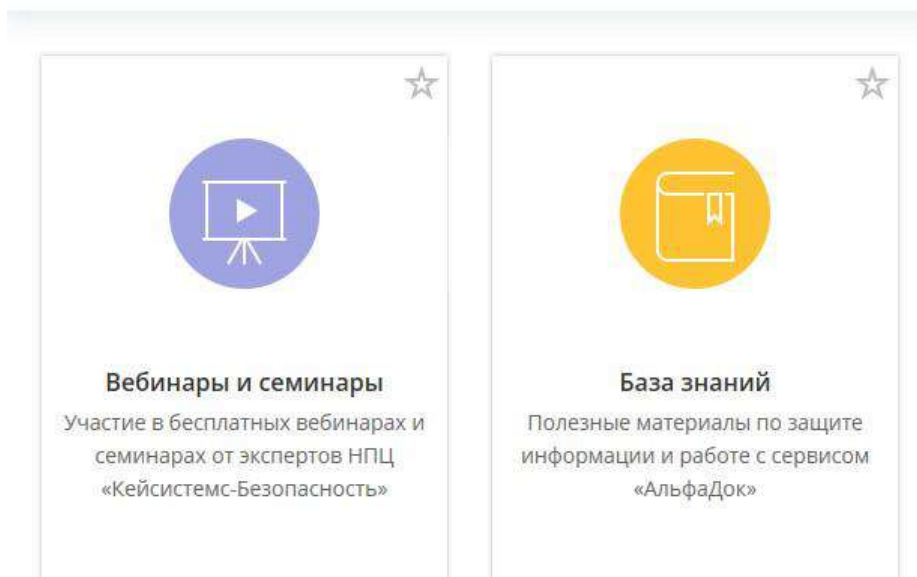 Вебинары и семинары
Участие в бесплатных вебинарах и
семинарах от экспертов НПЦ
«Кейсистемс-Безопасность»
База знаний
Полезные материалы по защите
информации и работе с сервисом
«АльфаДок»